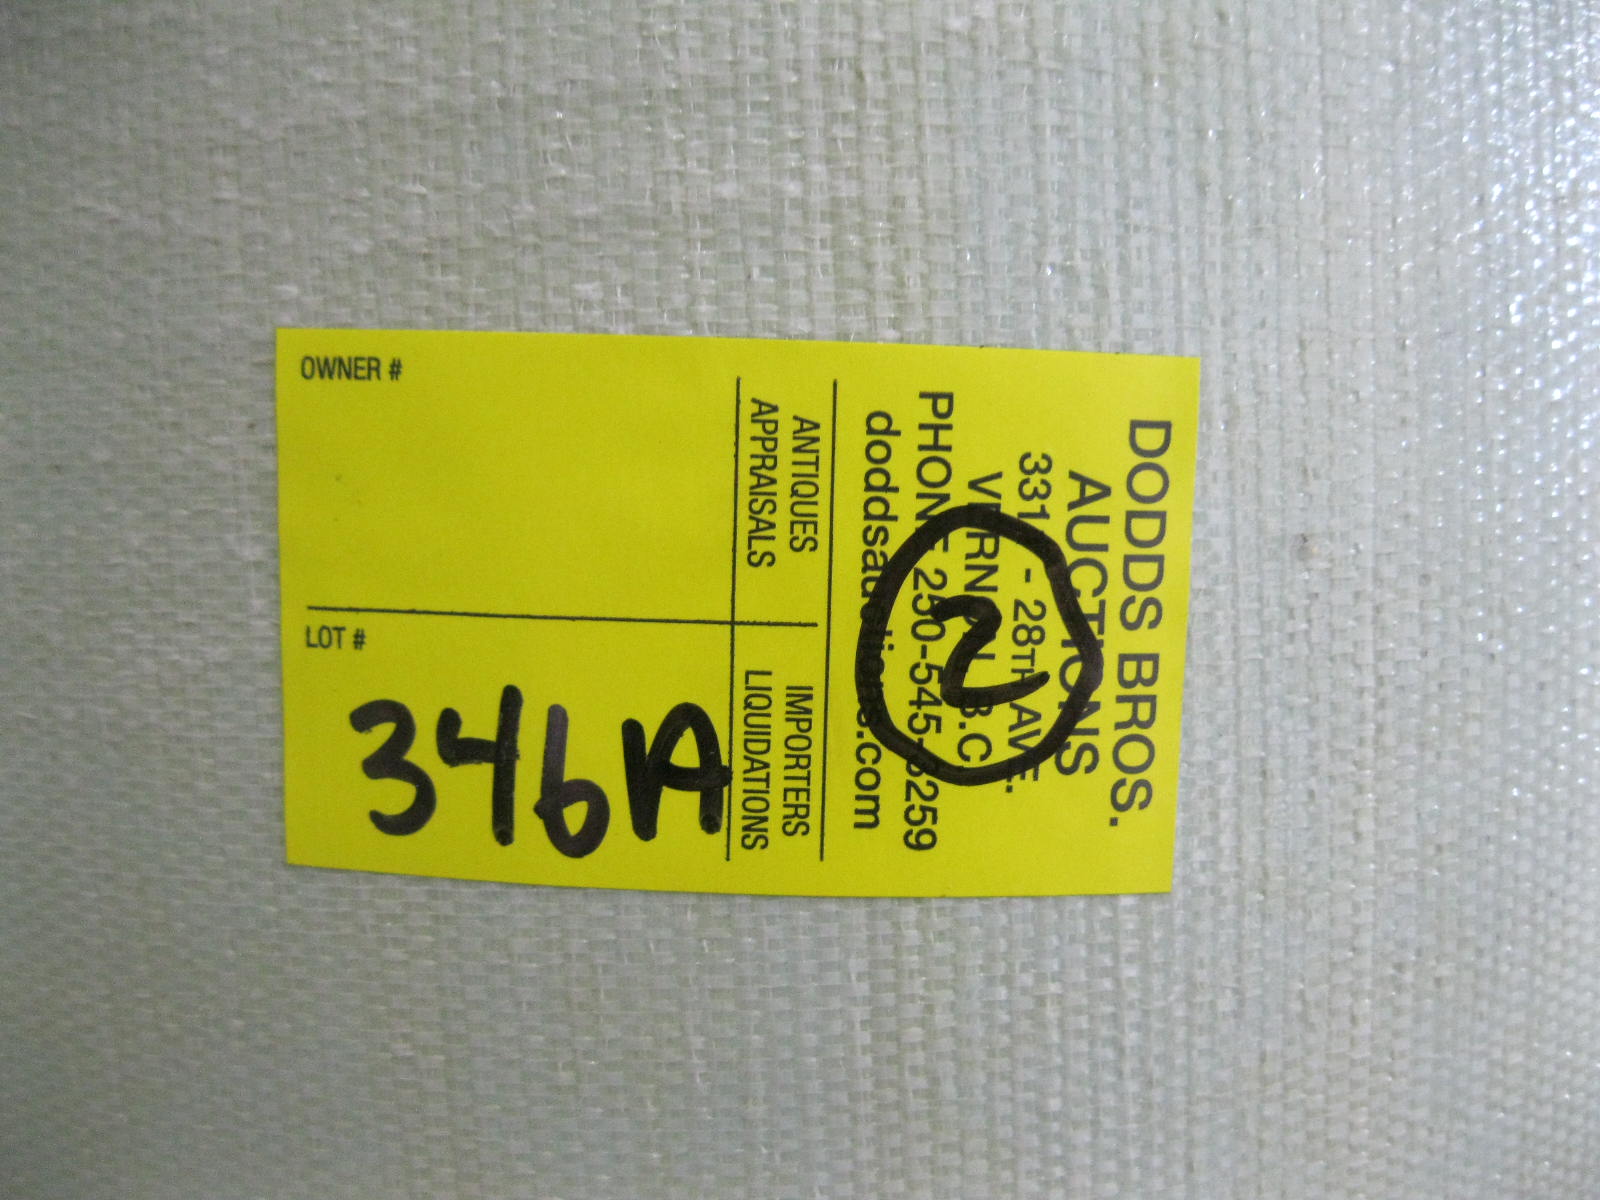 DODDS BROS.
AUCTIONS
28TH AVE.
VERNON B.C.
PHONE 250-545-3259
doddsauctions.com
2
ANTIQUES IMPORTERS
APPRAISALS LIQUIDATIONS
OWNER #
LOT #
346A